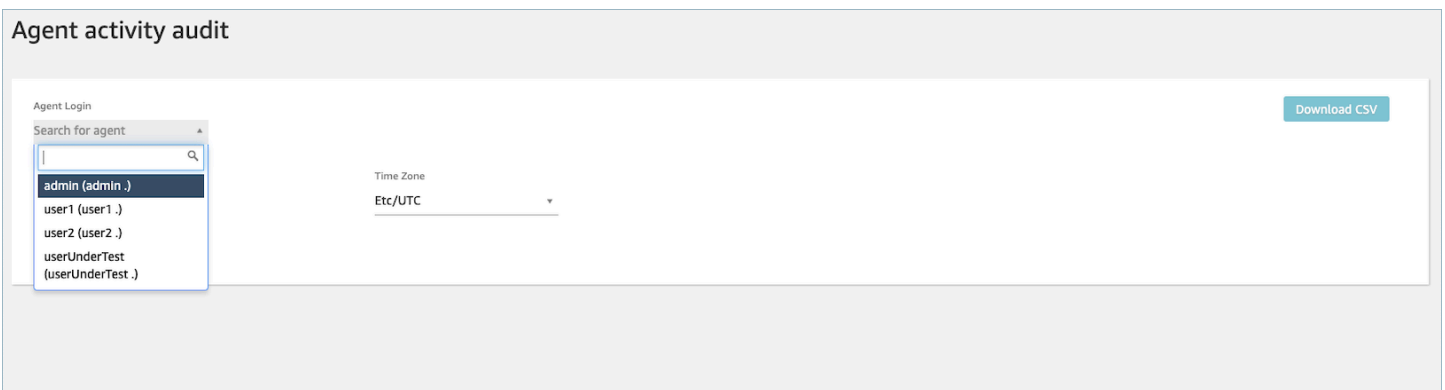 Agent activity audit
Agent Login
Download CSV
Search for agent
admin (admin .)
user1 (user1 .)
user2 (user2 .)
userUnderTest
(userUnderTest .)
Time Zone
Etc/UTC